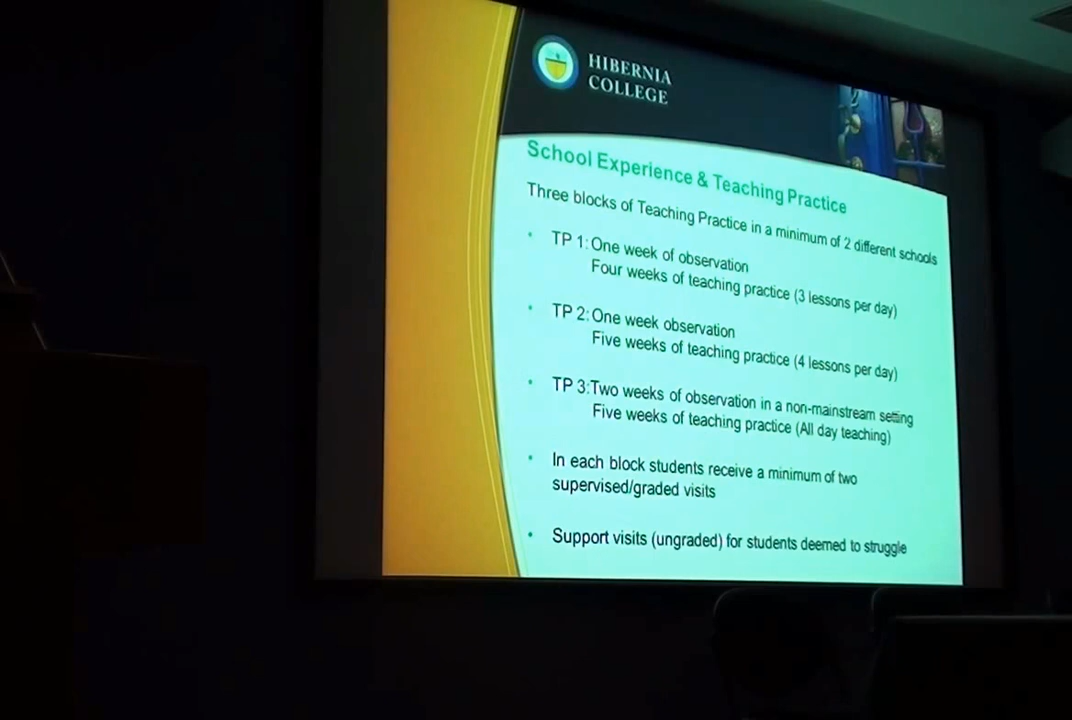 HIBERNIA
COLLEGE
School Experience & Teaching Practice
Three blocks of Teaching Practice in a minimum of 2 different schools
• TP 1: One week of observation
Four weeks of teaching practice (3 lessons per day)
• TP 2: One week observation
Five weeks of teaching practice (4 lessons per day)
• TP 3: Two weeks of observation in a non-mainstream setting
Five weeks of teaching practice (All day teaching)
• In each block students receive a minimum of two
supervised/graded visits
• Support visits (ungraded) for students deemed to struggle